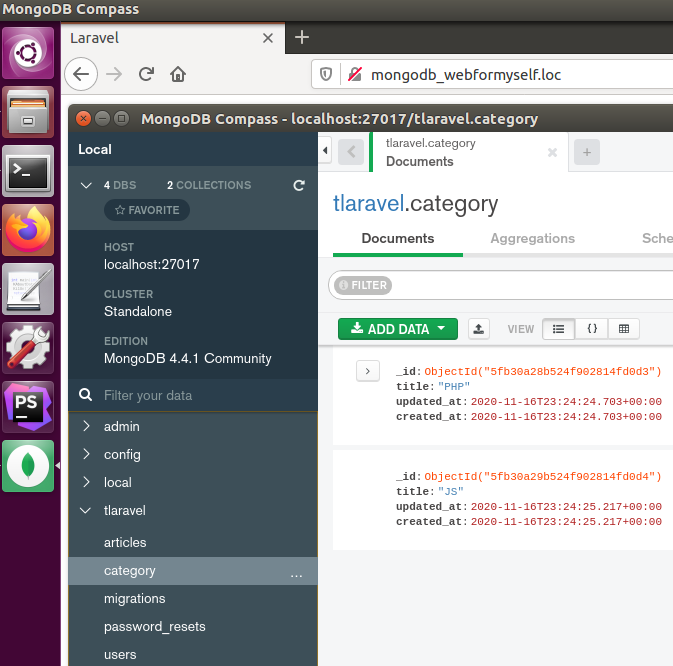 MongoDB Compass
Laravel
mongodb_webformyself.loc
MongoDB Compass - localhost:27017/tlaravel.category
Local
4 DBS 2 COLLECTIONS
FAVORITE
HOST
localhost:27017
CLUSTER
Standalone
EDITION
MongoDB 4.4.1 Community
Filter your data
admin
config
local
tlaravel
articles
category ...
migrations
password_resets
users
tlaravel.category
Documents
tlaravel.category
Documents Aggregations Sche
FILTER
ADD DATA VIEW {}
_id: ObjectId("5fb30a28b524f902814fd0d3")
title: "PHP"
updated_at: 2020-11-16T23:24:24.703+00:00
created_at: 2020-11-16T23:24:24.703+00:00
_id: ObjectId("5fb30a29b524f902814fd0d4")
title: "JS"
updated_at: 2020-11-16T23:24:25.217+00:00
created_at: 2020-11-16T23:24:25.217+00:00
PS